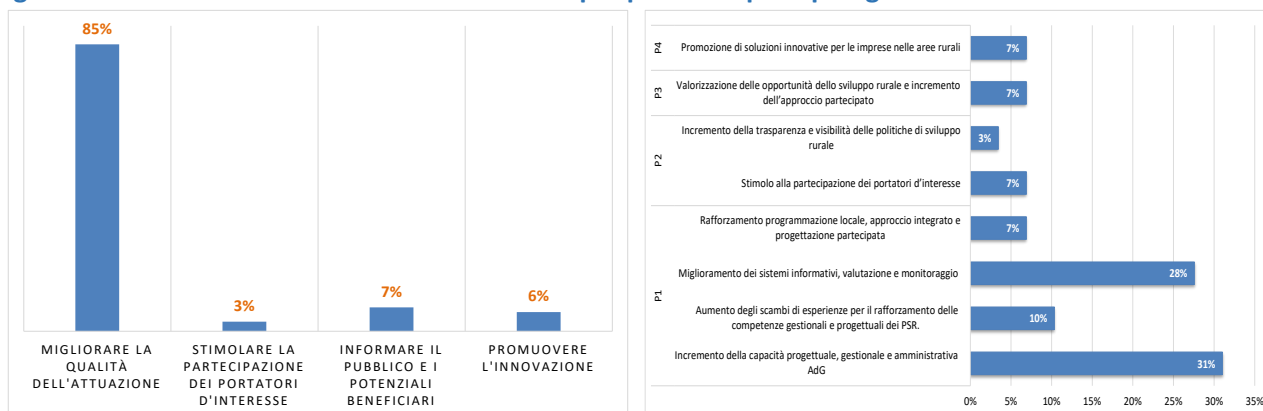 85%
3%
7%
6%
MIGLIORARE LA
QUALITÀ
DELL'ATTUAZIONE
STIMOLARE LA
PARTECIPAZIONE
DEI PORTATORI
D'INTERESSE
INFORMARE IL
PUBBLICO E I
POTENZIALI
BENEFICIARI
PROMUOVERE
L'INNOVAZIONE
P4
Promozione di soluzioni innovative per le imprese nelle aree rurali
7%
P3
Valorizzazione delle opportunità dello sviluppo rurale e incremento
dell'approccio partecipato
7%
P2
Incremento della trasparenza e visibilità delle politiche di sviluppo
rurale
3%
Stimolo alla partecipazione dei portatori d'interesse
7%
P1
Rafforzamento programmazione locale, approccio integrato e
progettazione partecipata
7%
Miglioramento dei sistemi informativi, valutazione e monitoraggio
28%
Aumento degli scambi di esperienze per il rafforzamento delle
competenze gestionali e progettuali dei PSR.
10%
Incremento della capacità progettuale, gestionale e amministrativa
AdG
31%
0% 5% 10% 15% 20% 25% 30% 35%